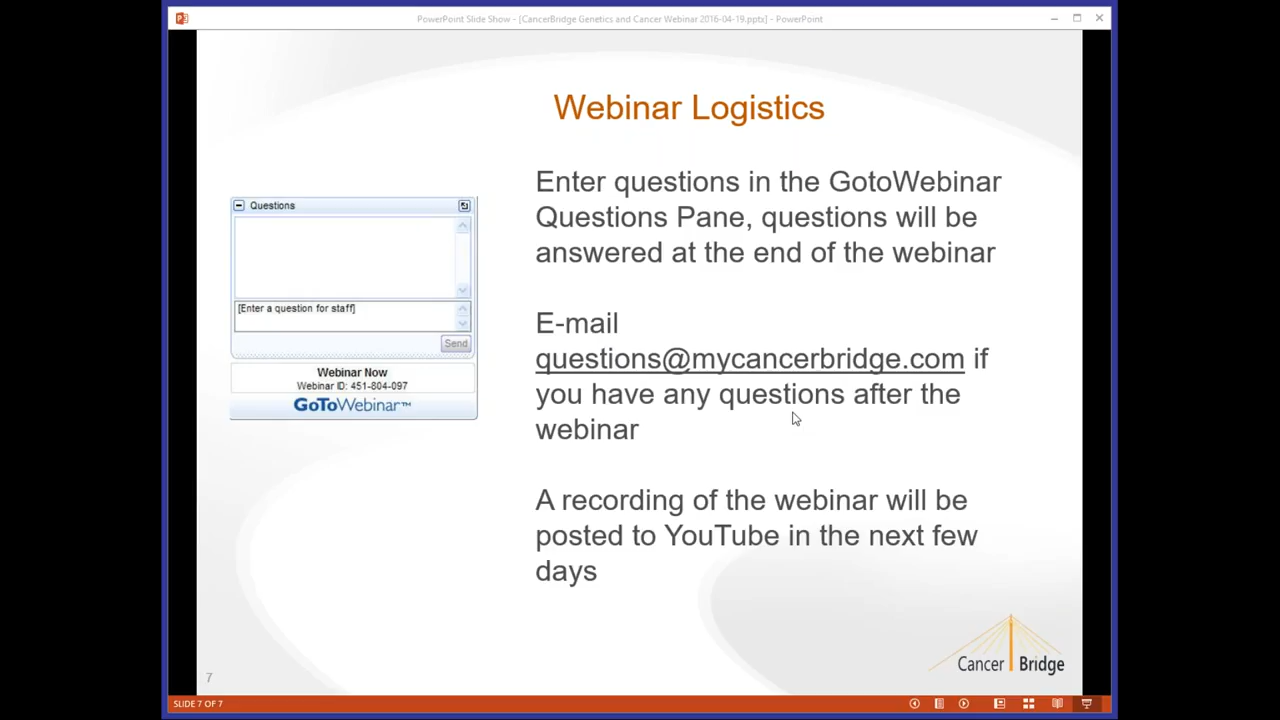 PowerPoint Slide Show - [CancerBridge Genetics and Cancer Webinar 2016-04-19.pptx] - PowerPoint
Webinar Logistics
Questions
[Enter a question for staff]
Send
Webinar Now
Webinar ID: 451-804-097
GoToWebinar™
Enter questions in the GotoWebinar
Questions Pane, questions will be
answered at the end of the webinar
E-mail
questions@mycancerbridge.com if
you have any questions after the
webinar
A recording of the webinar will be
posted to YouTube in the next few
days
Cancer Bridge
7
SLIDE 7 OF 7